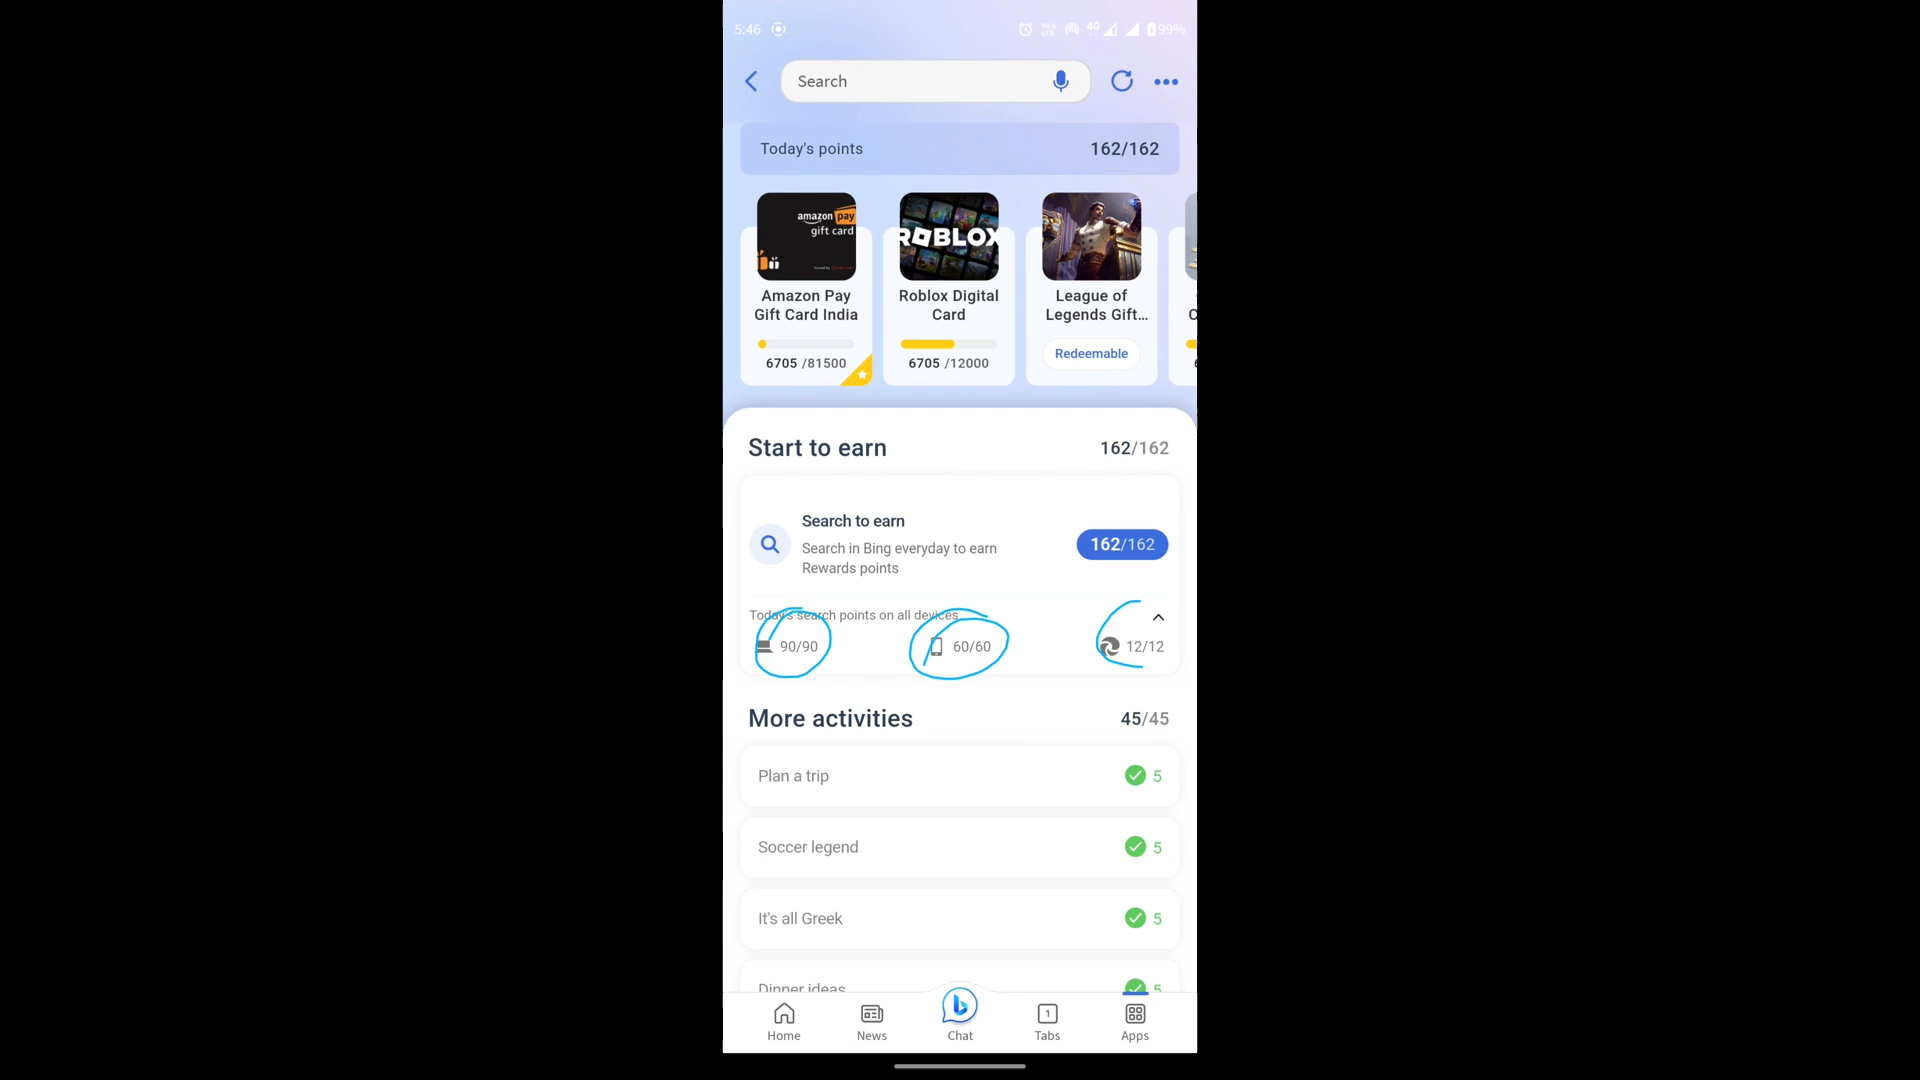 5:46
4G
99%
Search
Today's points
162/162
amazon pay
gift card
ROBLOX
Amazon Pay
Gift Card India
6705 /81500
Roblox Digital
Card
6705 /12000
League of
Legends Gift...
Redeemable
C
Start to earn
162/162
Search to earn
Search in Bing everyday to earn
Rewards points
162/162
Today's search points on all devices
90/90
60/60
12/12
More activities
45/45
Plan a trip
5
Soccer legend
5
It's all Greek
5
Dinner ideas
5
1
Home
News
Chat
Tabs
Apps